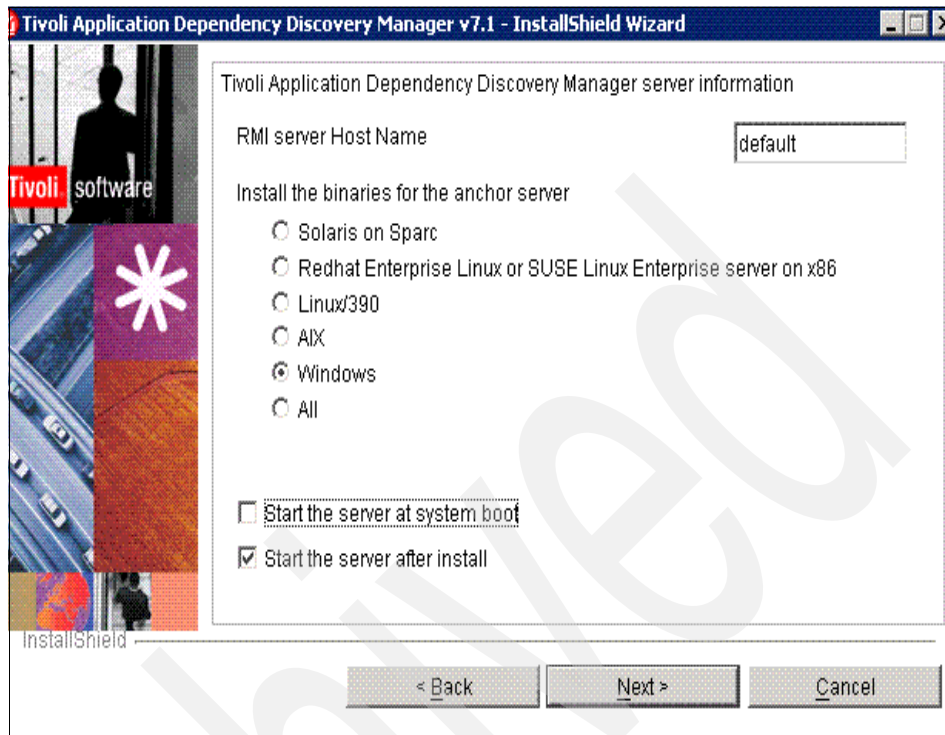 Tivoli Application Dependency Discovery Manager v7.1 - InstallShield Wizard
Tivoli Application Dependency Discovery Manager server information
RMI server Host Name
default
Tivoli. software
Install the binaries for the anchor server
Solaris on Sparc
Redhat Enterprise Linux or SUSE Linux Enterprise server on x86
Linux/390
AIX
Windows
All
Start the server at system boot
Start the server after install
InstallShield
< Back
Next >
Cancel
hived